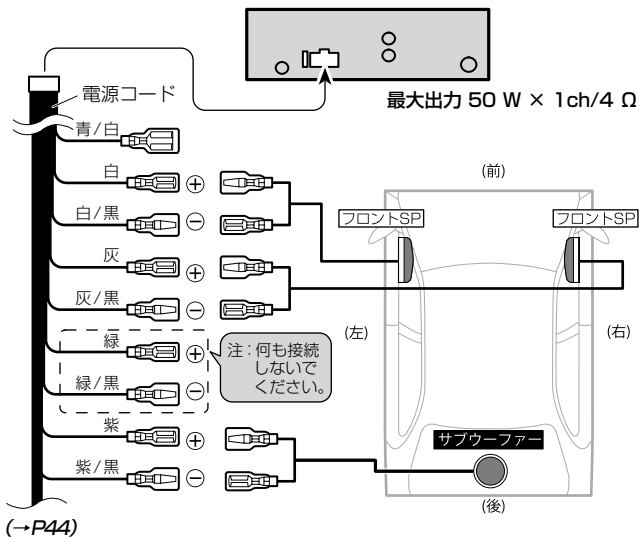 電源コード
最大出力 50 W × 1ch/4 Ω
青/白
白
⊕
白/黒
⊖
灰
⊕
灰/黒
⊖
緑
⊕
緑/黒
⊖
注：何も接続
しないで
ください。
紫
⊕
紫/黒
⊖
(前)
フロントSP
フロントSP
(左)
(右)
サブウーファー
(後)
(→P44)